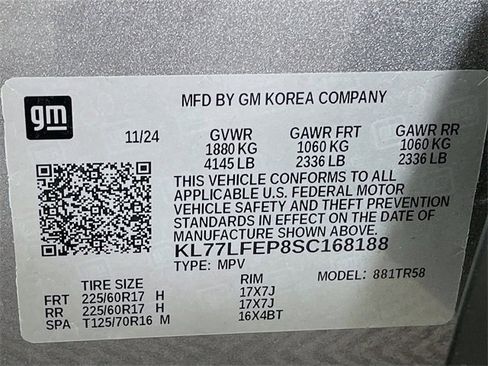 MFD BY GM KOREA COMPANY
gm
11/24 GVWR GAWR FRT GAWR RR
1880 KG 1060 KG 1060 KG
4145 LB 2336 LB 2336 LB
THIS VEHICLE CONFORMS TO ALL
APPLICABLE U.S. FEDERAL MOTOR
VEHICLE SAFETY AND THEFT PREVENTION
STANDARDS IN EFFECT ON THE DATE OF
MANUFACTURE SHOWN ABOVE.
KL77LFEP8SC168188
TYPE: MPV MODEL: 881TR58
TIRE SIZE RIM
FRT 225/60R17 H 17X7J
RR 225/60R17 H 17X7J
SPA T125/70R16 M 16X4BT